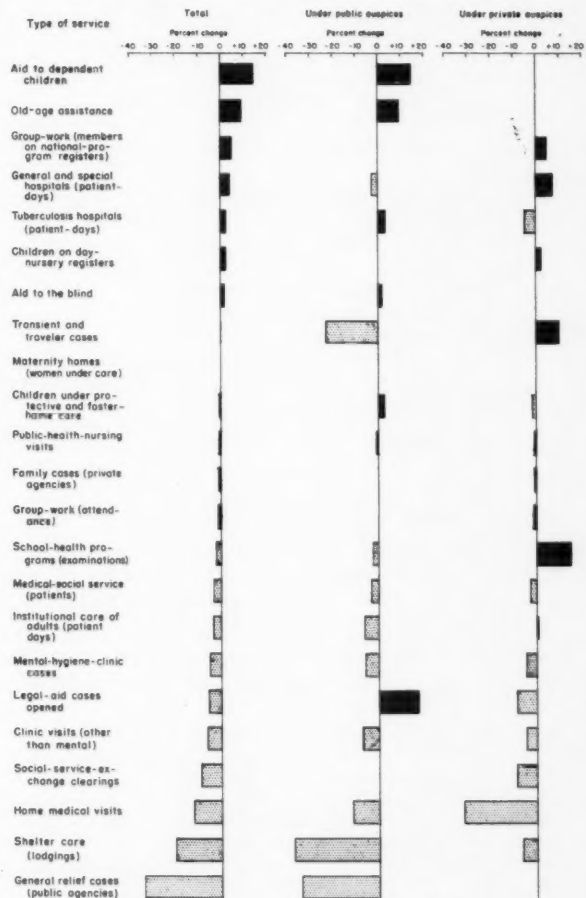 Type of service
Total
Under public auspices
Under private auspices
Percent change
Percent change
Percent change
-40 -30 -20 -10 0 +10 +20
-40 -30 -20 -10 0 +10 +20
-40 -30 -20 -10 0 +10 +20
Aid to dependent
children
Old-age assistance
Group-work (members
on national-pro-
gram registers)
General and special
hospitals (patient-
days)
Tuberculosis hospitals
(patient-days)
Children on day-
nursery registers
Aid to the blind
Transient and
traveler cases
Maternity homes
(women under care)
Children under pro-
tective and foster-
home care
Public-health-nursing
visits
Family cases (private
agencies)
Group-work (attend-
ance)
School-health pro-
grams (examinations)
Medical-social service
(patients)
Institutional care of
adults (patient
days)
Mental-hygiene-clinic
cases
Legal-aid cases
opened
Clinic visits (other
than mental)
Social-service-ex-
change clearings
Home medical visits
Shelter care
(lodgings)
General relief cases
(public agencies)